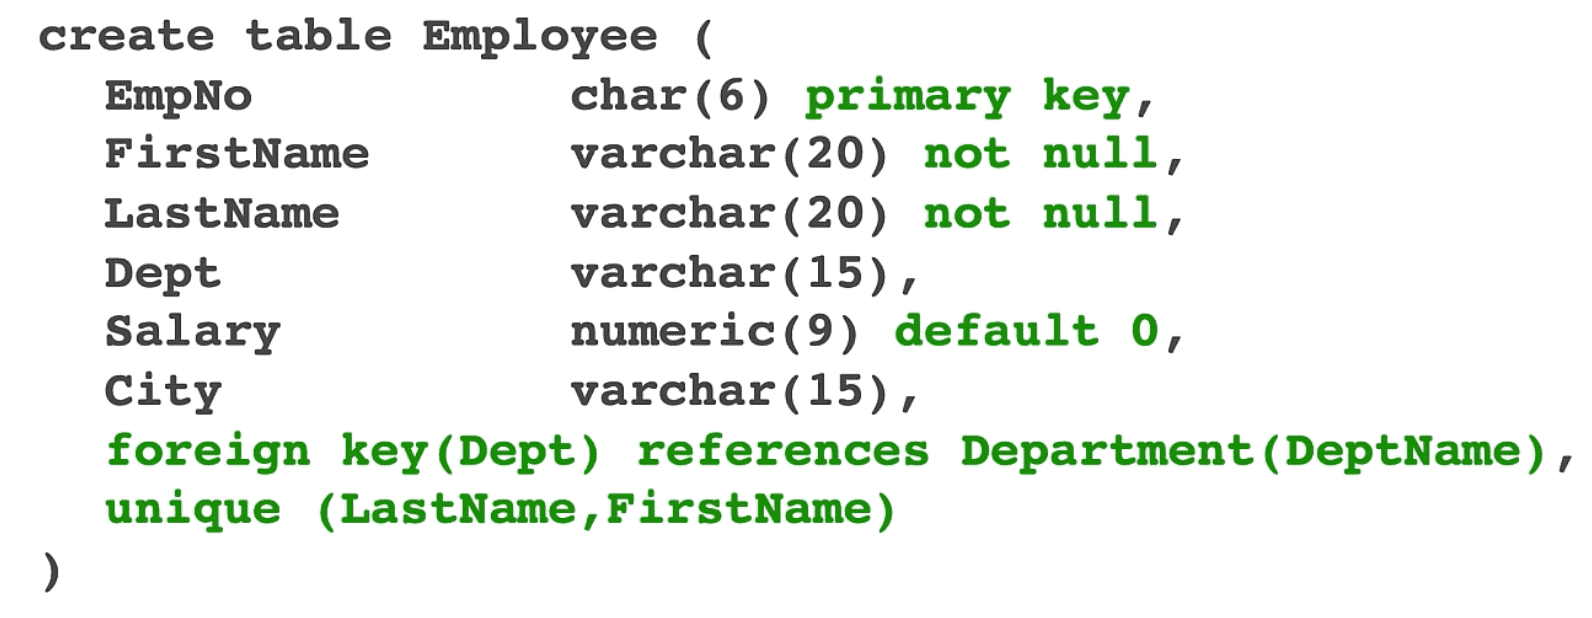 create table Employee (
EmpNo char(6) primary key,
FirstName varchar(20) not null,
LastName varchar(20) not null,
Dept varchar(15),
Salary numeric(9) default 0,
City varchar(15),
foreign key(Dept) references Department(DeptName),
unique (LastName,FirstName)
)